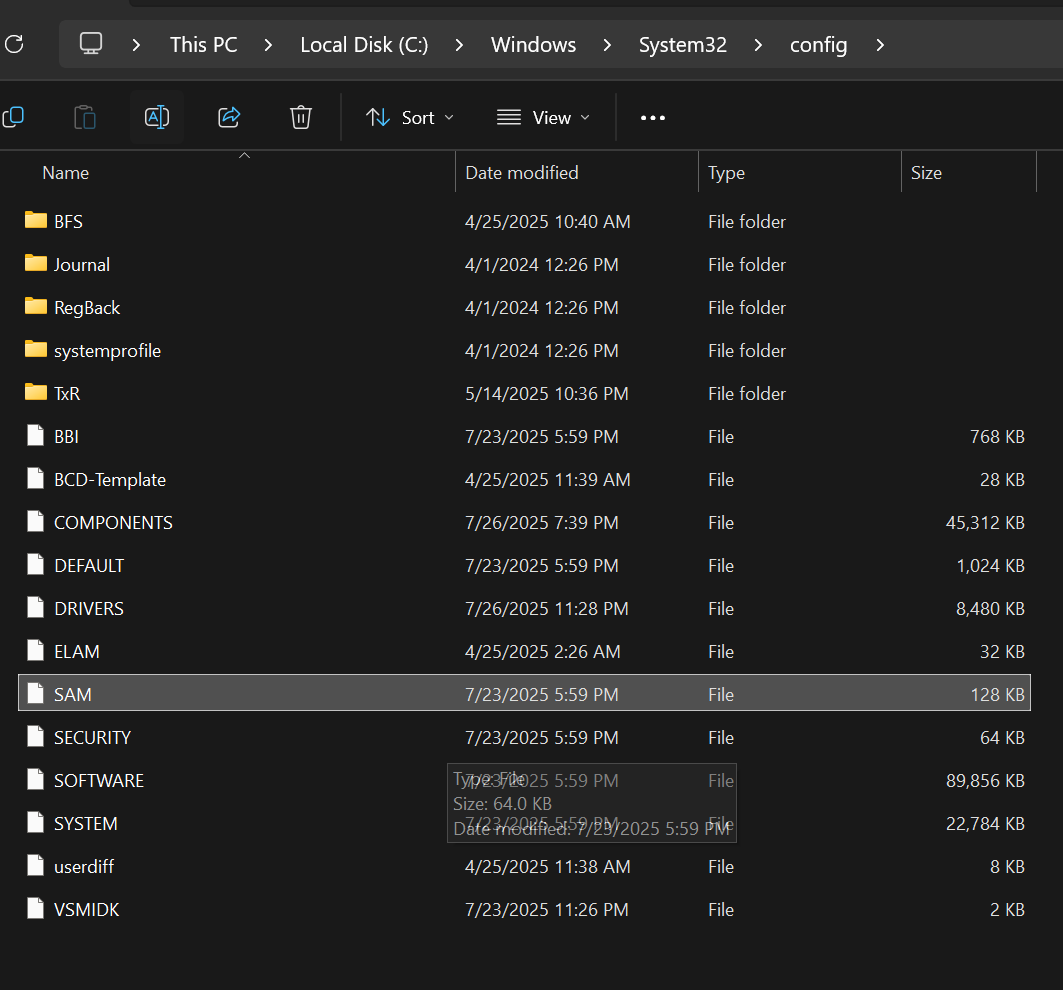 This PC > Local Disk (C:) > Windows > System32 > config >
Sort View •••
Name Date modified Type Size
BFS 4/25/2025 10:40 AM File folder
Journal 4/1/2024 12:26 PM File folder
RegBack 4/1/2024 12:26 PM File folder
systemprofile 4/1/2024 12:26 PM File folder
TxR 5/14/2025 10:36 PM File folder
BBI 7/23/2025 5:59 PM File 768 KB
BCD-Template 4/25/2025 11:39 AM File 28 KB
COMPONENTS 7/26/2025 7:39 PM File 45,312 KB
DEFAULT 7/23/2025 5:59 PM File 1,024 KB
DRIVERS 7/26/2025 11:28 PM File 8,480 KB
ELAM 4/25/2025 2:26 AM File 32 KB
SAM 7/23/2025 5:59 PM File 128 KB
SECURITY 7/23/2025 5:59 PM File 64 KB
SOFTWARE 7/23/2025 5:59 PM File 89,856 KB
Type: File
Size: 64.0 KB
SYSTEM 7/23/2025 5:59 PM File 22,784 KB
Date modified: 7/23/2025 5:59 PM
userdiff 4/25/2025 11:38 AM File 8 KB
VSMIDK 7/23/2025 11:26 PM File 2 KB